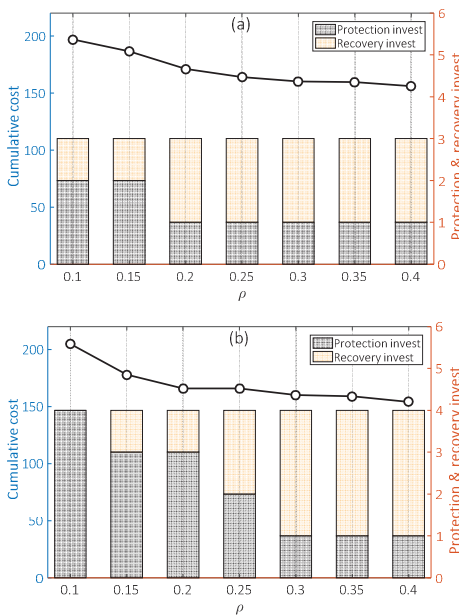 (a)
Protection invest
Recovery invest
Cumulative cost
Protection & recovery invest
200
150
100
50
0
6
5
4
3
2
1
0
0.1 0.15 0.2 0.25 0.3 0.35 0.4
ρ
(b)
Protection invest
Recovery invest
Cumulative cost
Protection & recovery invest
200
150
100
50
0
6
5
4
3
2
1
0
0.1 0.15 0.2 0.25 0.3 0.35 0.4
ρ